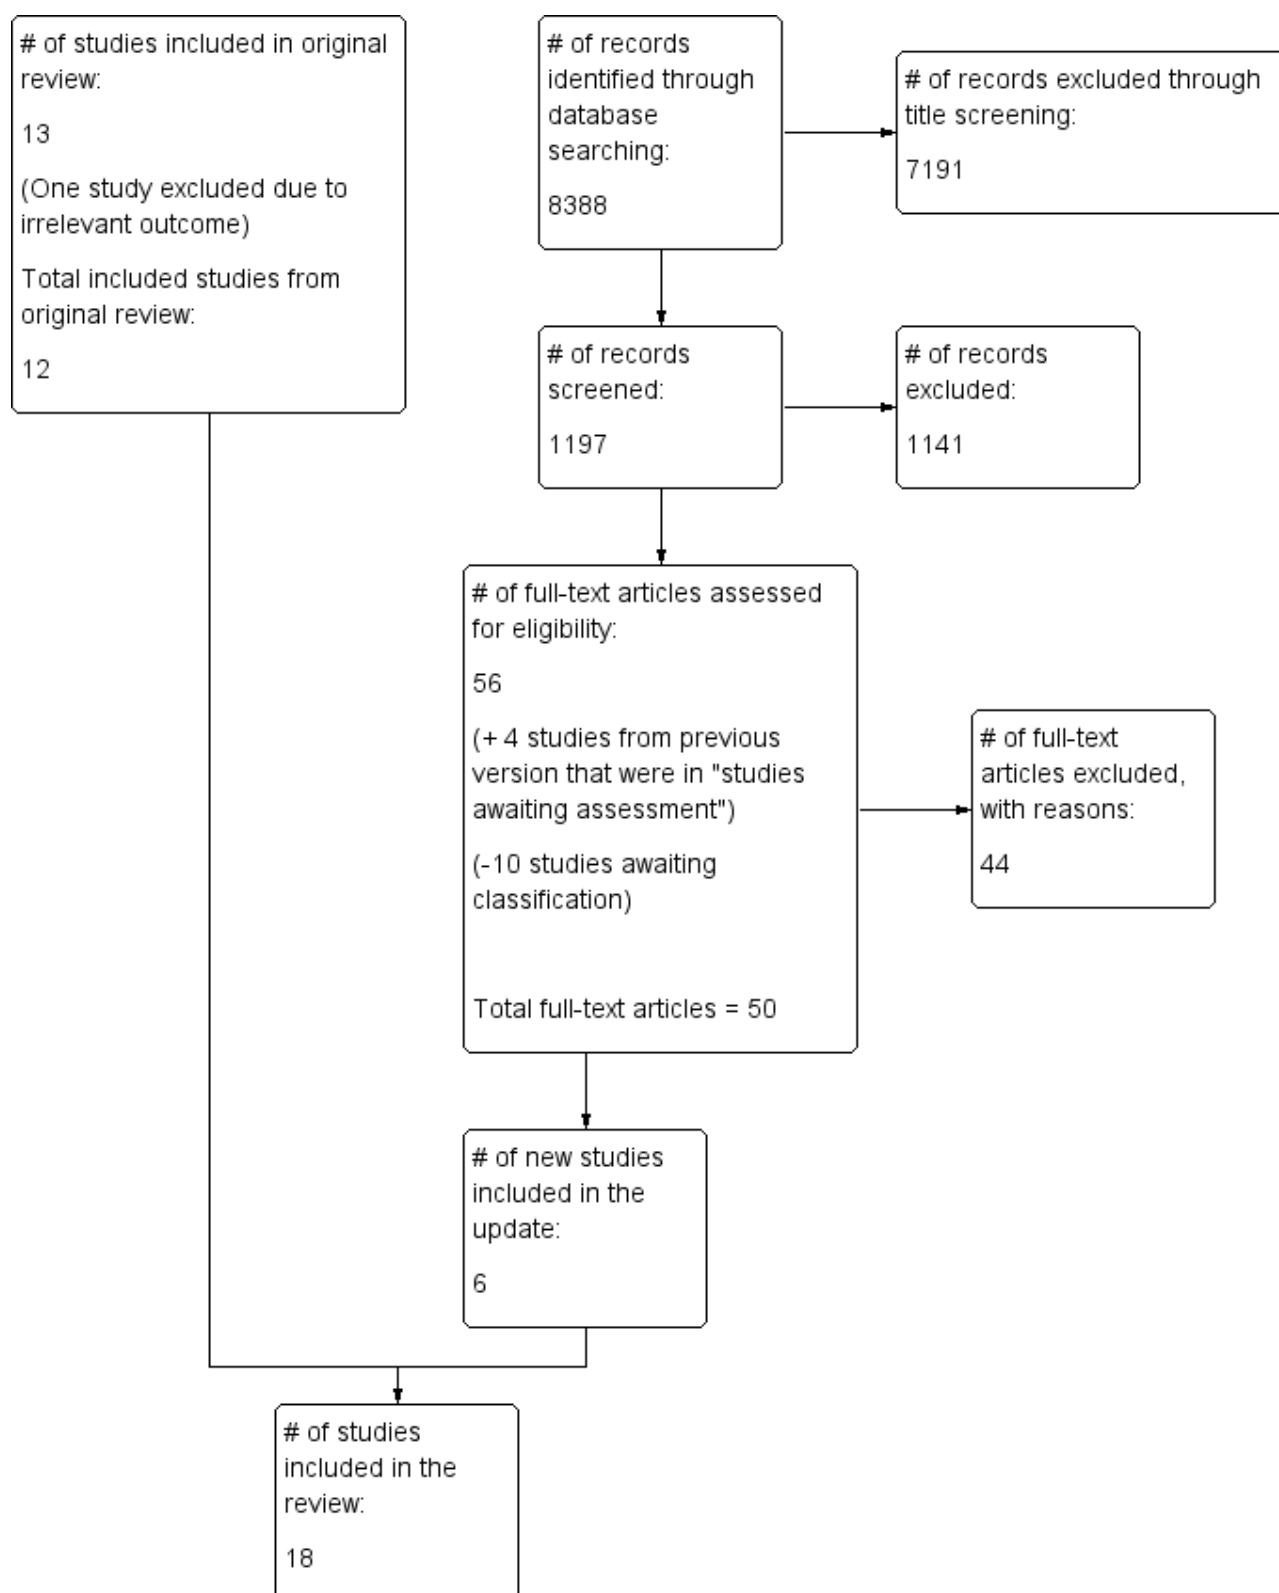 # of studies included in original
review:
13
(One study excluded due to
irrelevant outcome)
Total included studies from
original review:
12
# of records
identified through
database
searching:
8388
# of records excluded through
title screening:
7191
# of records
screened:
1197
# of records
excluded:
1141
# of full-text articles assessed
for eligibility:
56
(+ 4 studies from previous
version that were in "studies
awaiting assessment")
(-10 studies awaiting
classification)
Total full-text articles = 50
# of full-text
articles excluded,
with reasons:
44
# of new studies
included in the
update:
6
# of studies
included in the
review:
18